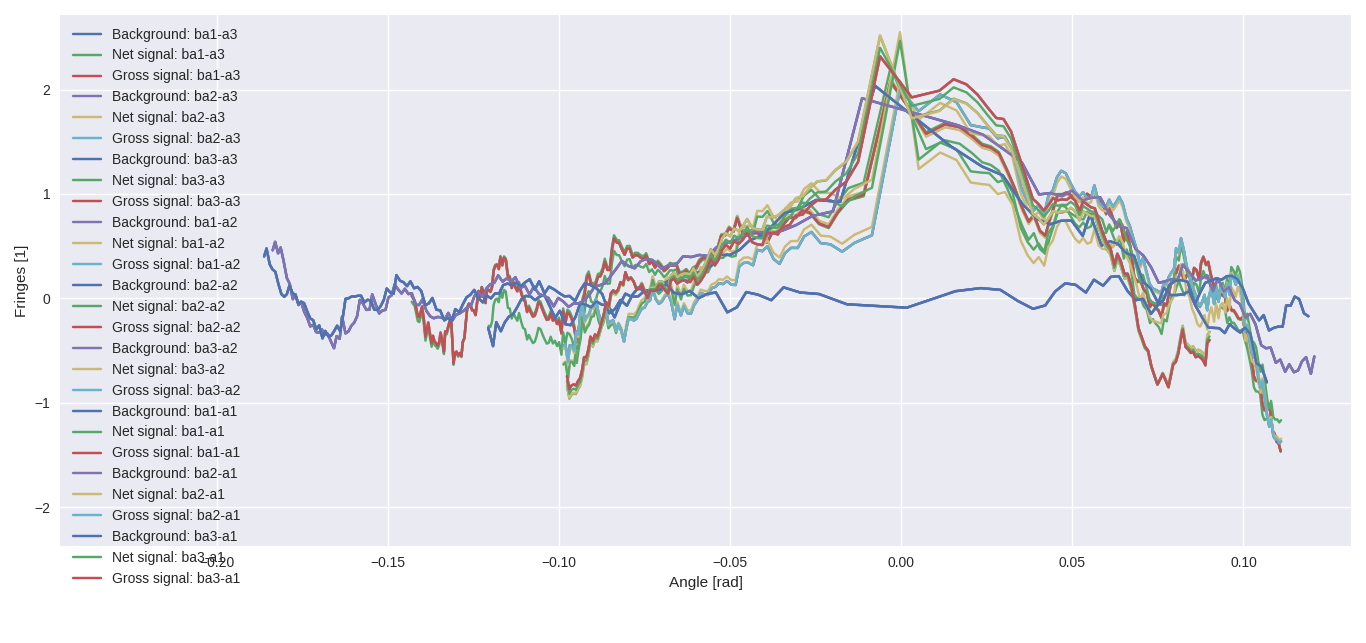 Background: ba1-a3
Net signal: ba1-a3
Gross signal: ba1-a3
Background: ba2-a3
Net signal: ba2-a3
Gross signal: ba2-a3
Background: ba3-a3
Net signal: ba3-a3
Gross signal: ba3-a3
Background: ba1-a2
Net signal: ba1-a2
Gross signal: ba1-a2
Background: ba2-a2
Net signal: ba2-a2
Gross signal: ba2-a2
Background: ba3-a2
Net signal: ba3-a2
Gross signal: ba3-a2
Background: ba1-a1
Net signal: ba1-a1
Gross signal: ba1-a1
Background: ba2-a1
Net signal: ba2-a1
Gross signal: ba2-a1
Background: ba3-a1
Net signal: ba3-a1
Gross signal: ba3-a1
2
1
0
−1
−2
Fringes [1]
−0.20 −0.15 −0.10 −0.05 0.00 0.05 0.10
Angle [rad]